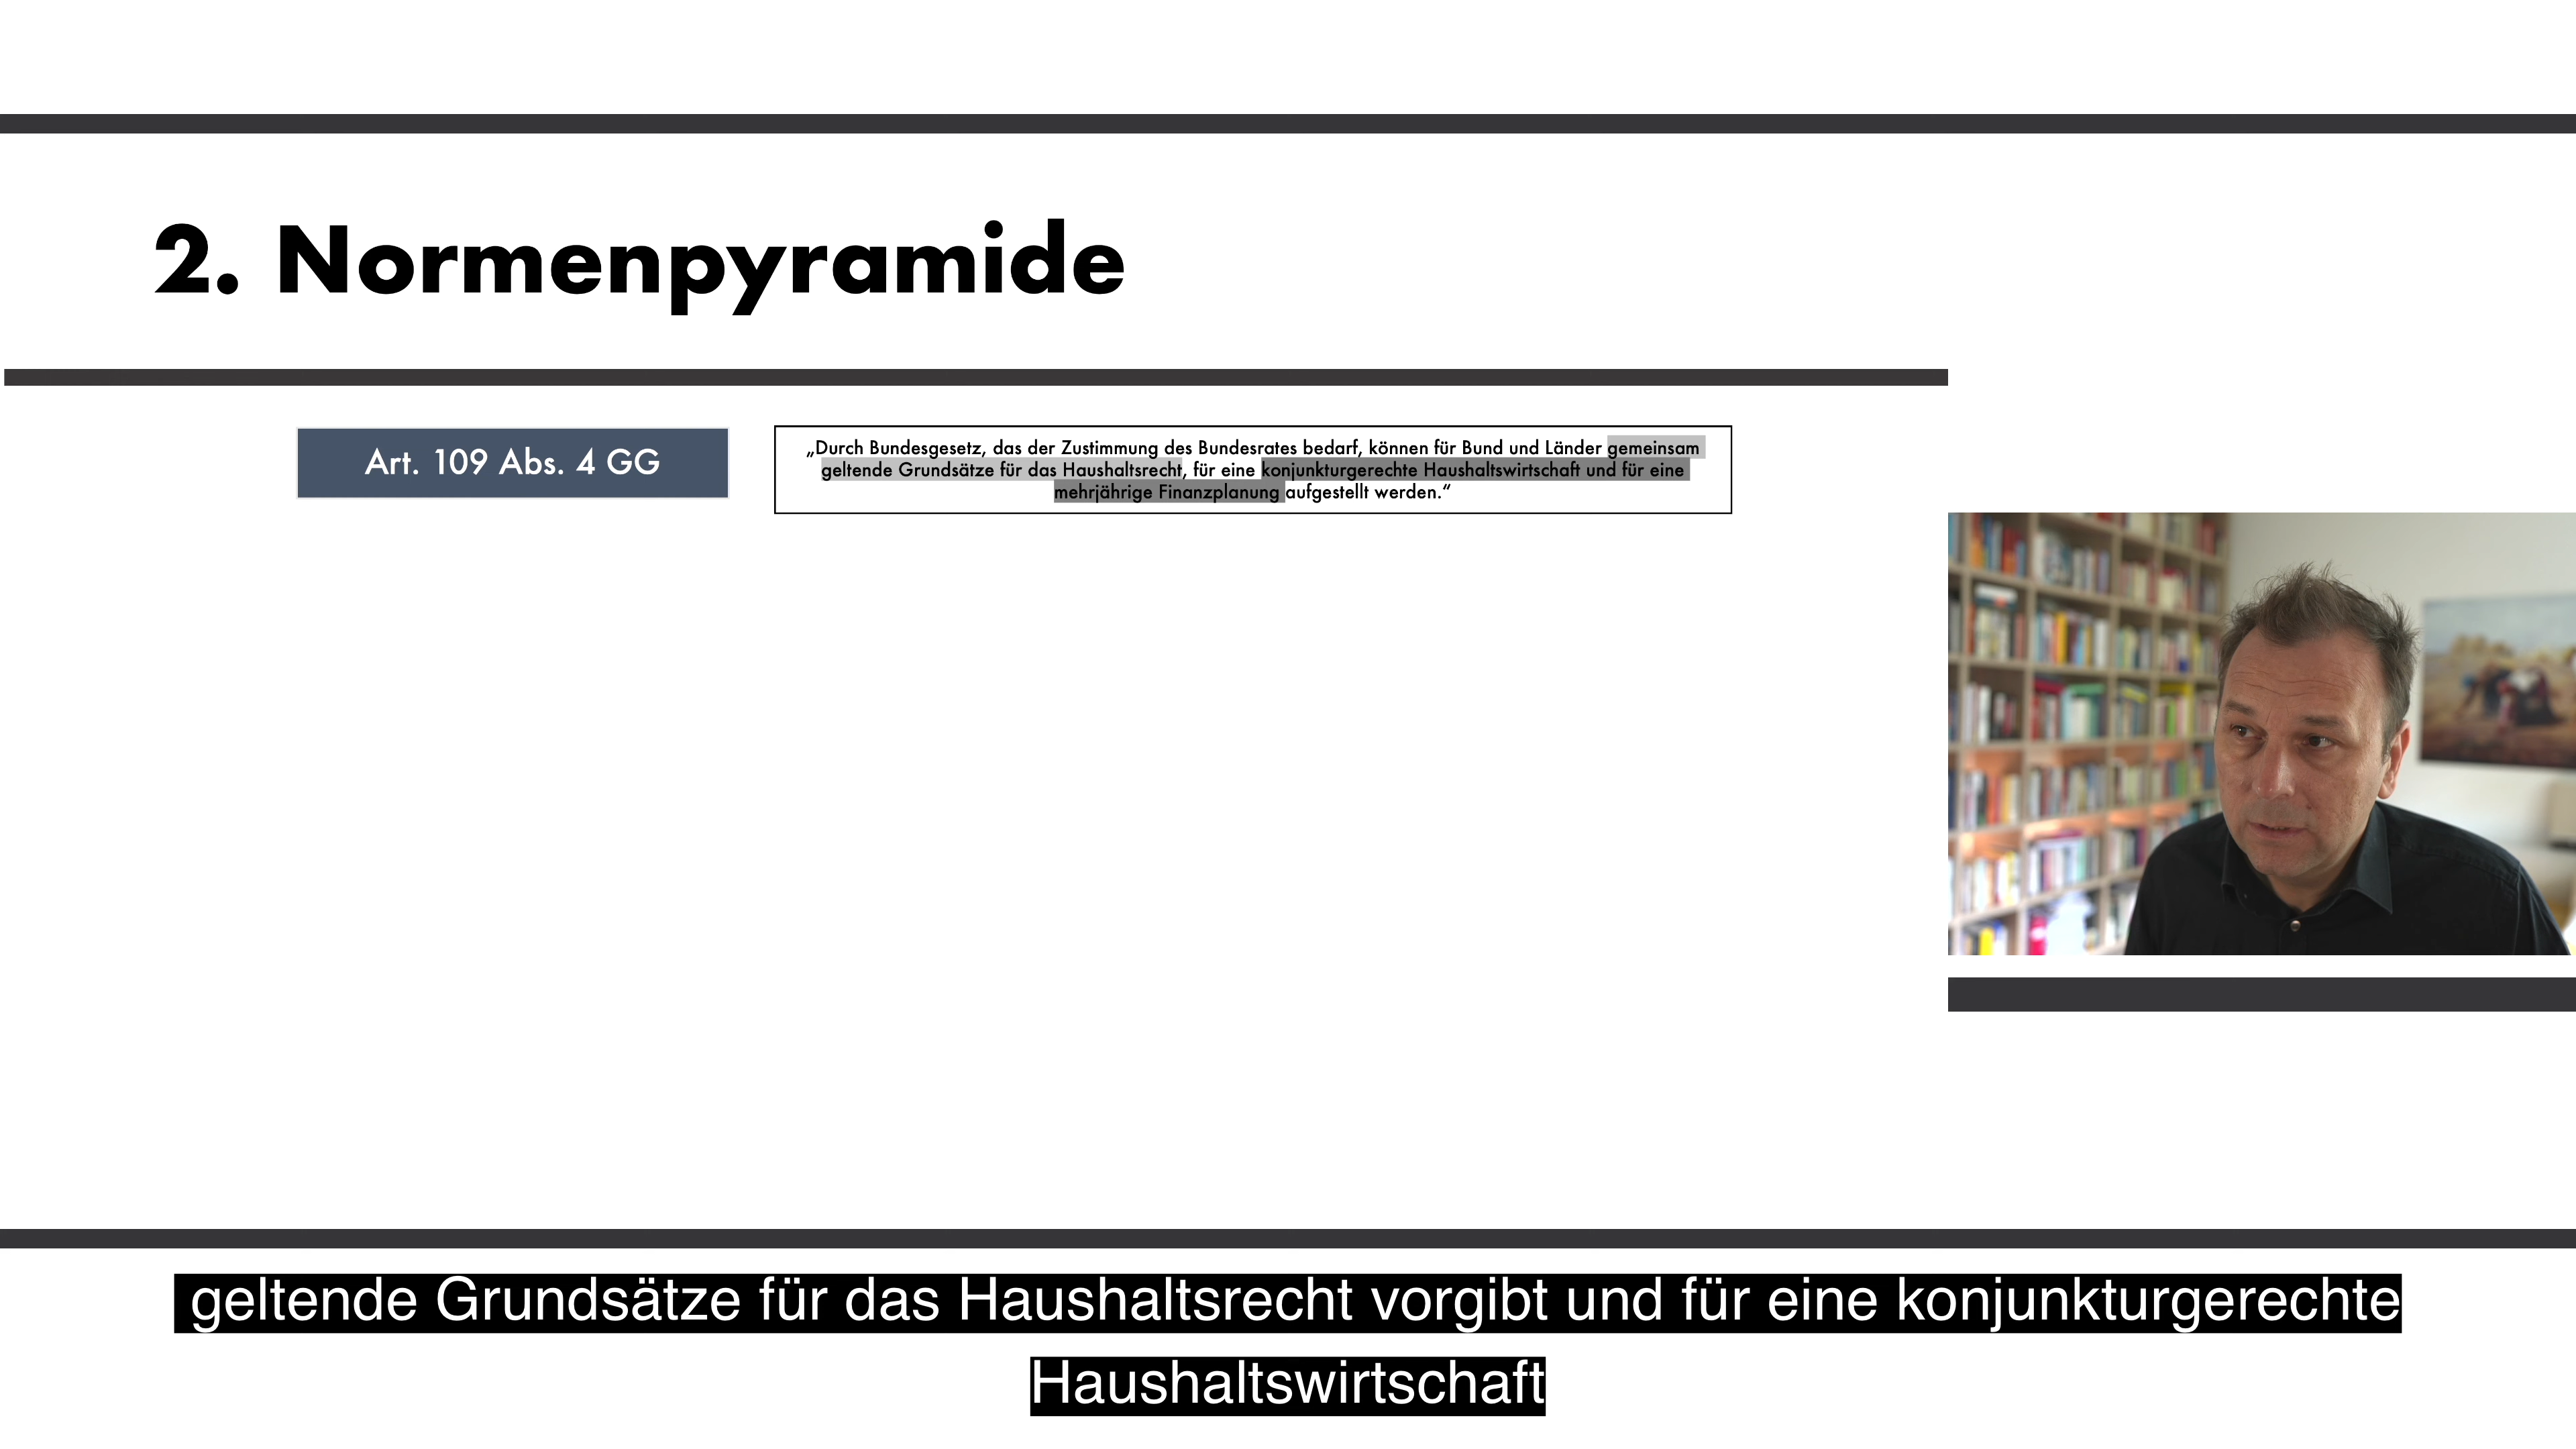 2. Normenpyramide
Art. 109 Abs. 4 GG
„Durch Bundesgesetz, das der Zustimmung des Bundesrates bedarf, können für Bund und Länder gemeinsam
geltende Grundsätze für das Haushaltsrecht, für eine konjunkturgerechte Haushaltswirtschaft und für eine
mehrjährige Finanzplanung aufgestellt werden.“
geltende Grundsätze für das Haushaltsrecht vorgibt und für eine konjunkturgerechte
Haushaltswirtschaft